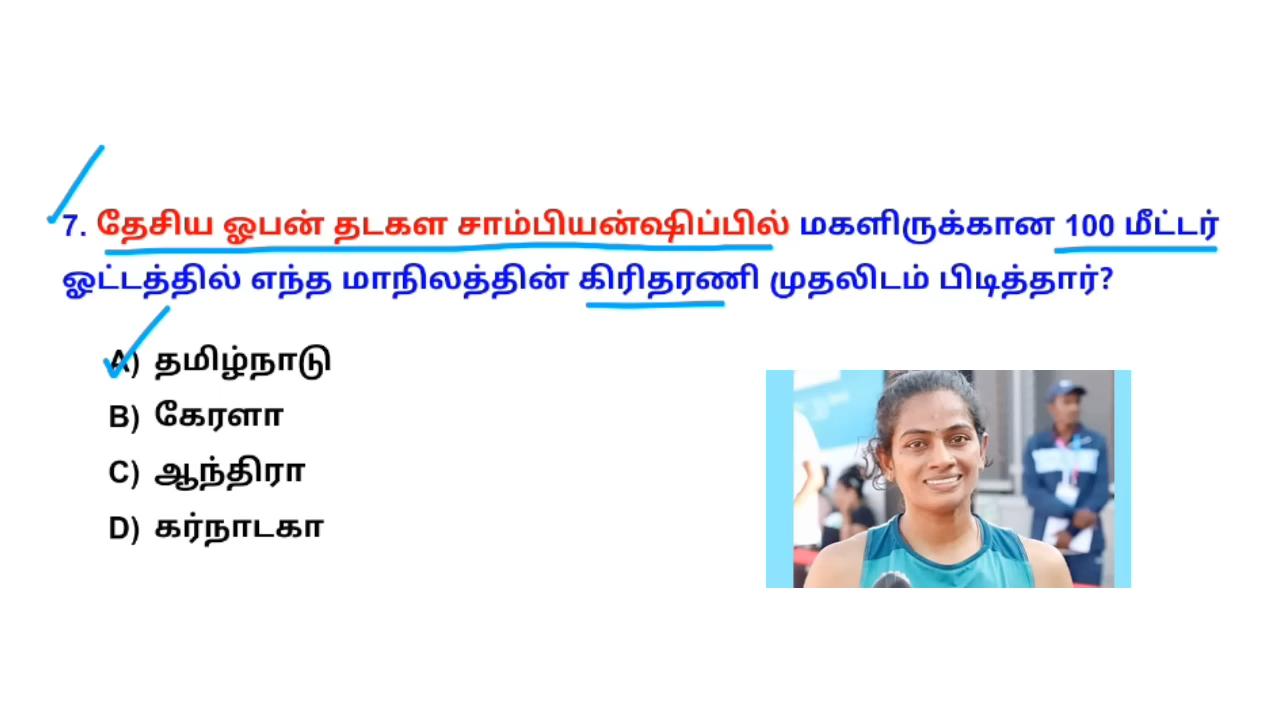 7. தேசிய ஓபன் தடகள சாம்பியன்ஷிப்பில் மகளிருக்கான 100 மீட்டர்
ஓட்டத்தில் எந்த மாநிலத்தின் கிரிதரணி முதலிடம் பிடித்தார்?
A) தமிழ்நாடு
B) கேரளா
C) ஆந்திரா
D) கர்நாடகா